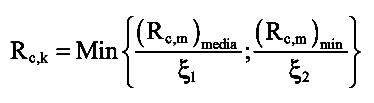 R_{c,k} = Min{ (R_{c,m})_{media} / ξ_1 ; (R_{c,m})_{min} / ξ_2 }